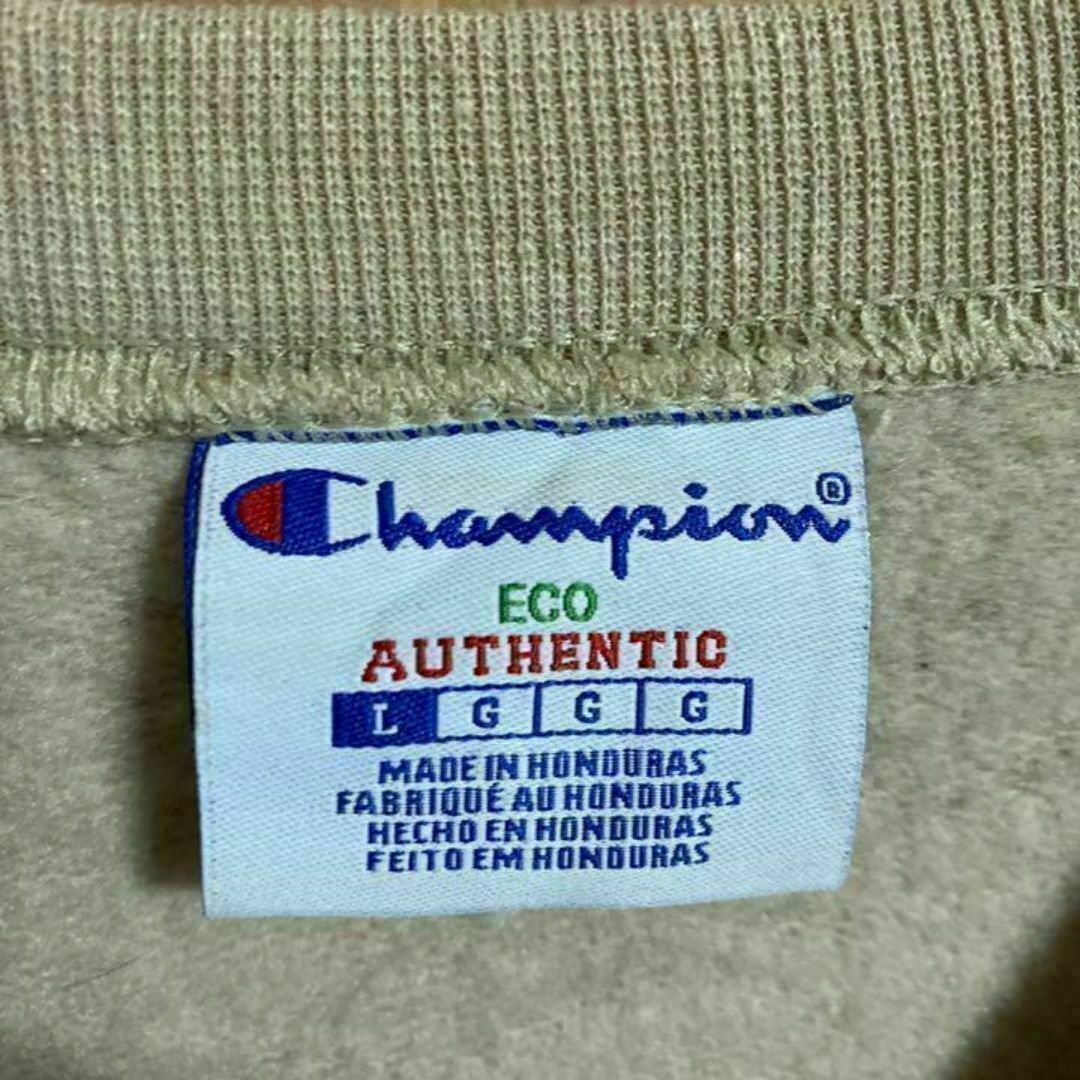 Champion®
ECO
AUTHENTIC
L G G G
MADE IN HONDURAS
FABRIQUÉ AU HONDURAS
HECHO EN HONDURAS
FEITO EM HONDURAS